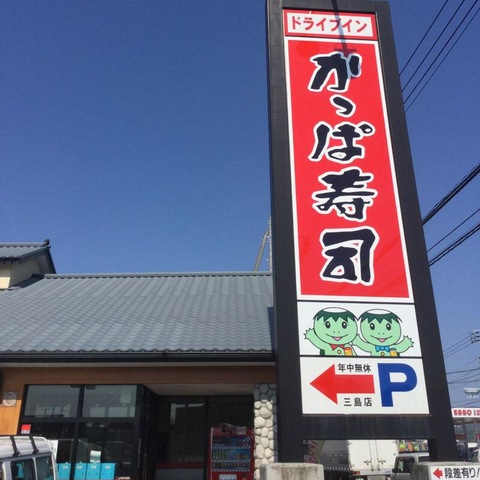 ドライブイン
かっぱ寿司
年中無休
P
三島店
段差有り